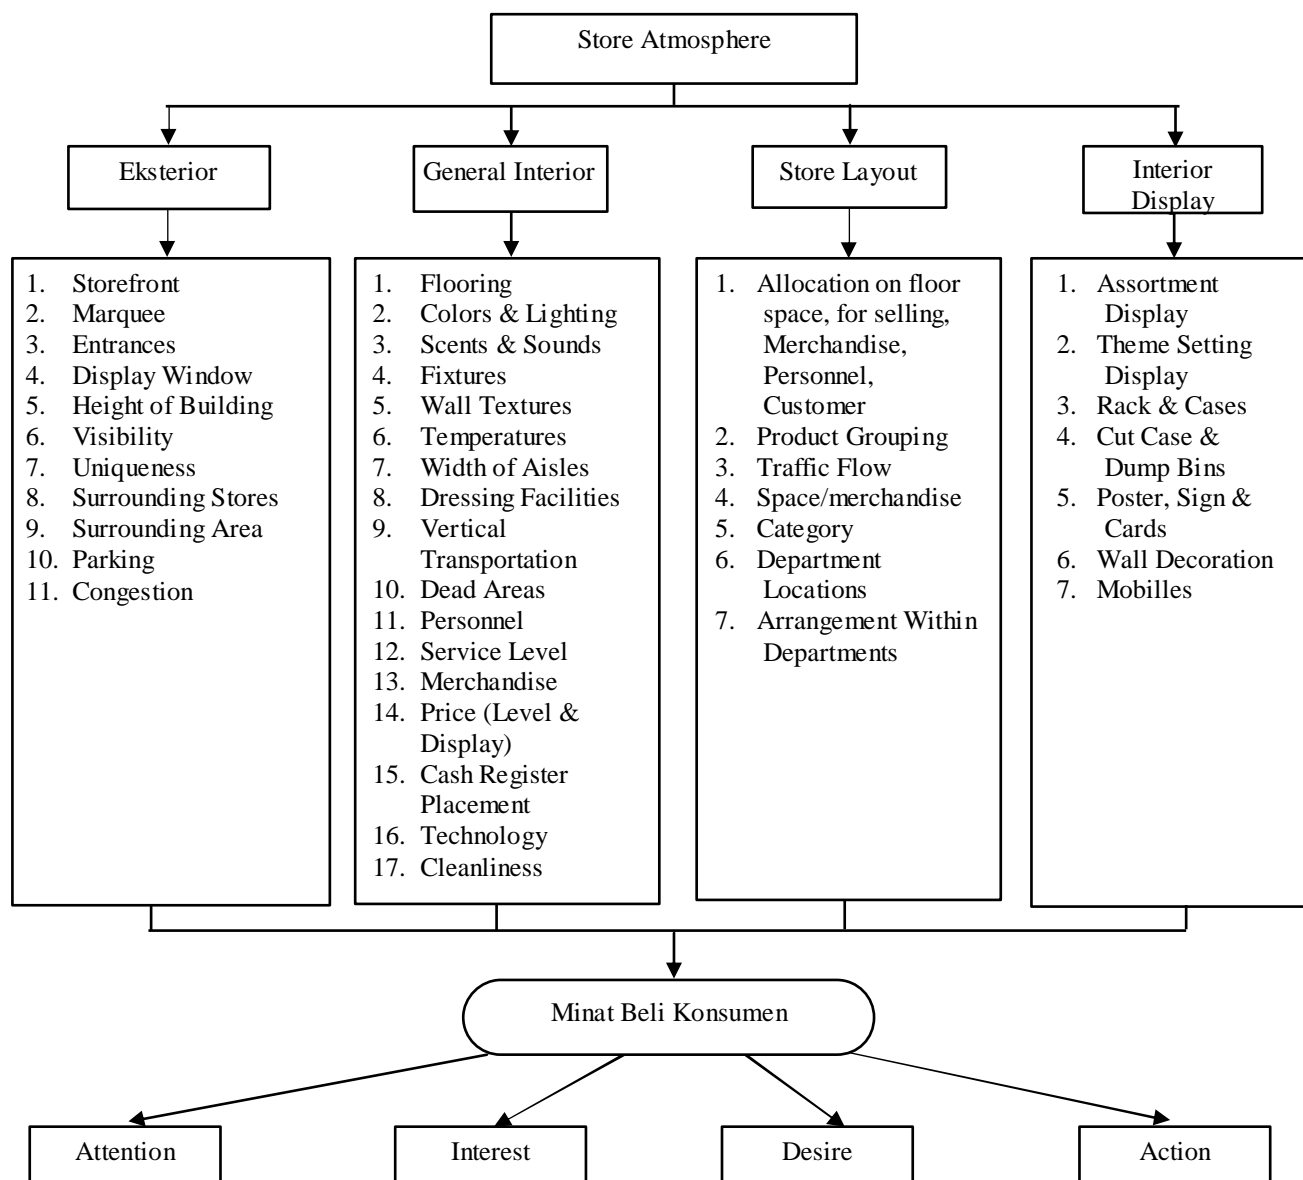 Store Atmosphere
Eksterior
General Interior
Store Layout
Interior
Display
1. Storefront
2. Marquee
3. Entrances
4. Display Window
5. Height of Building
6. Visibility
7. Uniqueness
8. Surrounding Stores
9. Surrounding Area
10. Parking
11. Congestion
1. Flooring
2. Colors & Lighting
3. Scents & Sounds
4. Fixtures
5. Wall Textures
6. Temperatures
7. Width of Aisles
8. Dressing Facilities
9. Vertical
Transportation
10. Dead Areas
11. Personnel
12. Service Level
13. Merchandise
14. Price (Level &
Display)
15. Cash Register
Placement
16. Technology
17. Cleanliness
1. Allocation on floor
space, for selling,
Merchandise,
Personnel,
Customer
2. Product Grouping
3. Traffic Flow
4. Space/merchandise
5. Category
6. Department
Locations
7. Arrangement Within
Departments
1. Assortment
Display
2. Theme Setting
Display
3. Rack & Cases
4. Cut Case &
Dump Bins
5. Poster, Sign &
Cards
6. Wall Decoration
7. Mobilles
Minat Beli Konsumen
Attention
Interest
Desire
Action